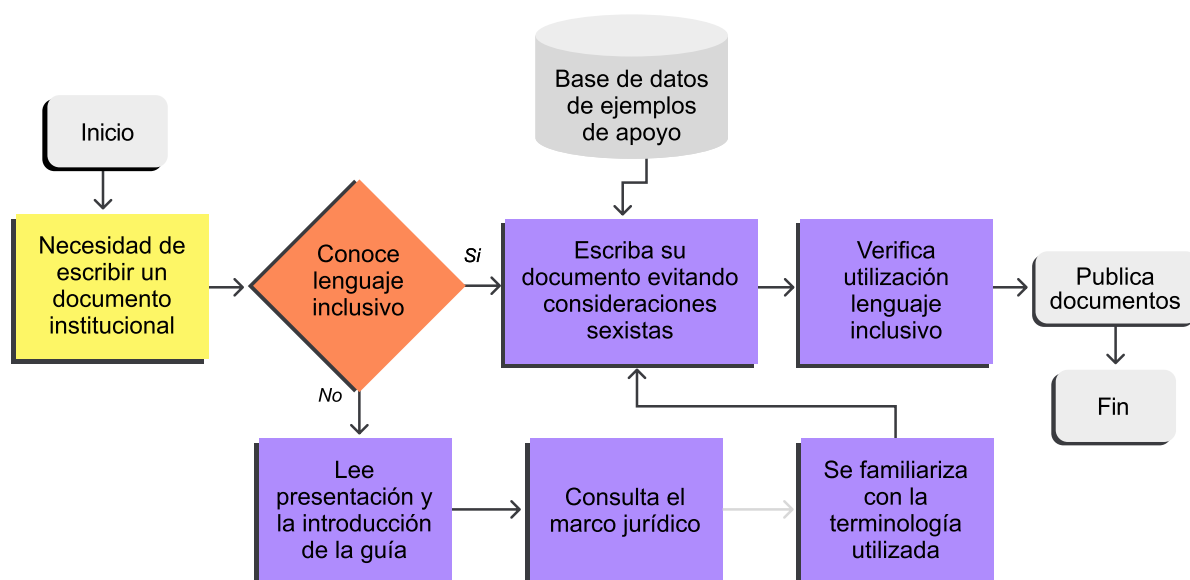 Base de datos
de ejemplos
de apoyo
Inicio
Necesidad de
escribir un
documento
institucional
Conoce
lenguaje
inclusivo
Si
No
Escriba su
documento evitando
consideraciones
sexistas
Verifica
utilización
lenguaje
inclusivo
Publica
documentos
Fin
Lee
presentación y
la introducción
de la guía
Consulta el
marco jurídico
Se familiariza
con la
terminología
utilizada